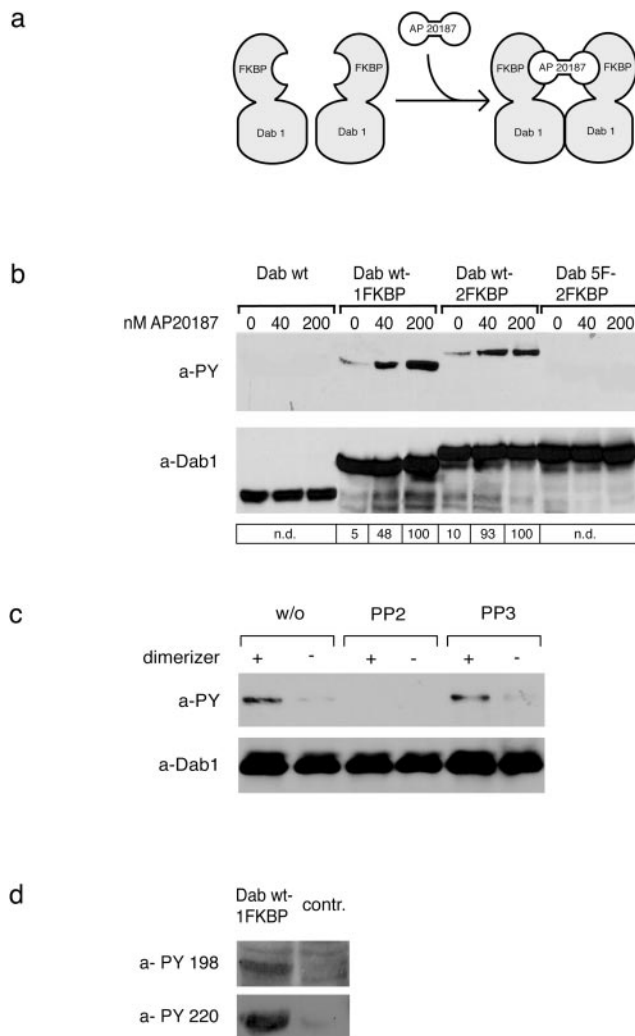 a
AP 20187
FKBP FKBP FKBP AP 20187 FKBP
Dab 1 Dab 1 Dab 1 Dab 1
b
Dab wt Dab wt-1FKBP Dab wt-2FKBP Dab 5F-2FKBP
nM AP20187 0 40 200 0 40 200 0 40 200 0 40 200
a-PY
a-Dab1
n.d. 5 48 100 10 93 100 n.d.
c
w/o PP2 PP3
dimerizer + - + - + -
a-PY
a-Dab1
d
Dab wt-
1FKBP contr.
a- PY 198
a- PY 220